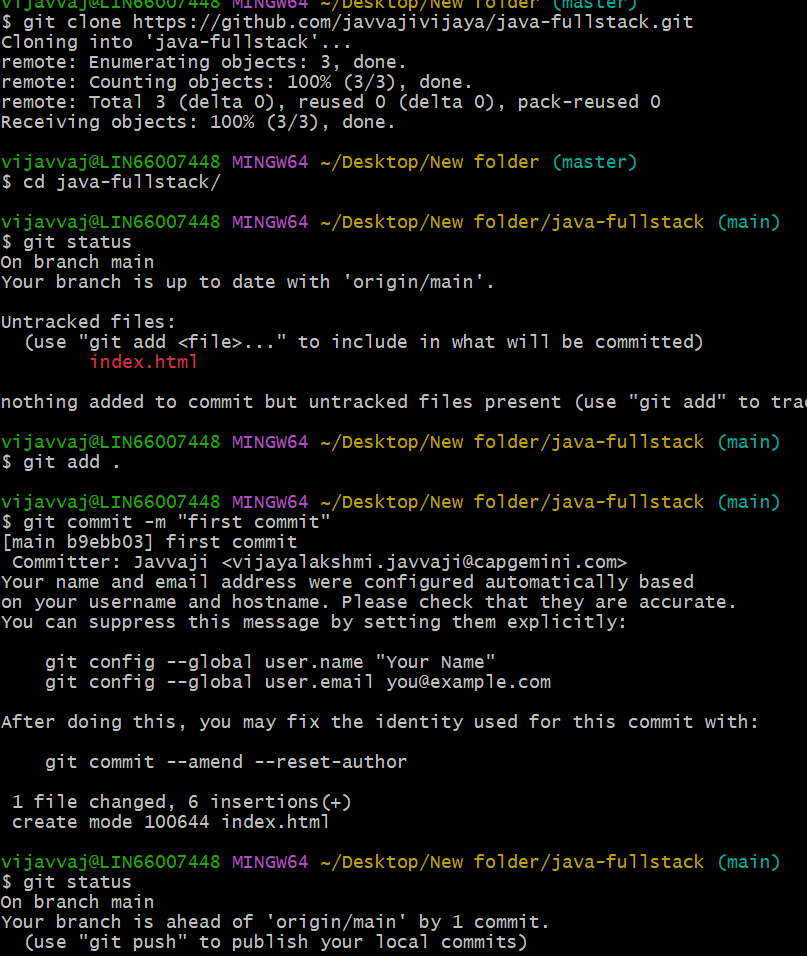 vijavvaj@LIN66007448 MINGW64 ~/Desktop/New folder (master)
$ git clone https://github.com/javvajivijaya/java-fullstack.git
Cloning into 'java-fullstack'...
remote: Enumerating objects: 3, done.
remote: Counting objects: 100% (3/3), done.
remote: Total 3 (delta 0), reused 0 (delta 0), pack-reused 0
Receiving objects: 100% (3/3), done.
vijavvaj@LIN66007448 MINGW64 ~/Desktop/New folder (master)
$ cd java-fullstack/
vijavvaj@LIN66007448 MINGW64 ~/Desktop/New folder/java-fullstack (main)
$ git status
On branch main
Your branch is up to date with 'origin/main'.
Untracked files:
  (use "git add <file>..." to include in what will be committed)
        index.html
nothing added to commit but untracked files present (use "git add" to
vijavvaj@LIN66007448 MINGW64 ~/Desktop/New folder/java-fullstack (main)
$ git add .
vijavvaj@LIN66007448 MINGW64 ~/Desktop/New folder/java-fullstack (main)
$ git commit -m "first commit"
[main b9ebb03] first commit
 Committer: Javvaji <vijayalakshmi.javvaji@capgemini.com>
Your name and email address were configured automatically based
on your username and hostname. Please check that they are accurate.
You can suppress this message by setting them explicitly:
    git config --global user.name "Your Name"
    git config --global user.email you@example.com
After doing this, you may fix the identity used for this commit with:
    git commit --amend --reset-author
 1 file changed, 6 insertions(+)
 create mode 100644 index.html
vijavvaj@LIN66007448 MINGW64 ~/Desktop/New folder/java-fullstack (main)
$ git status
On branch main
Your branch is ahead of 'origin/main' by 1 commit.
  (use "git push" to publish your local commits)